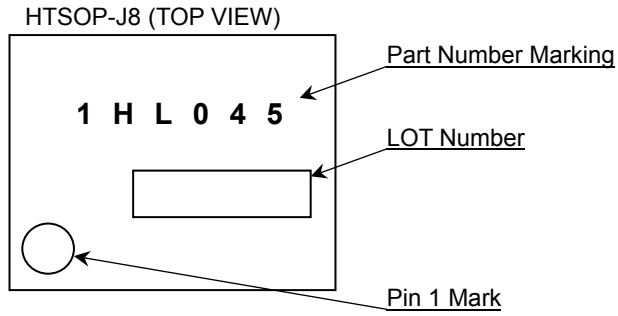 HTSOP-J8 (TOP VIEW)
Part Number Marking
1 H L 0 4 5
LOT Number
Pin 1 Mark